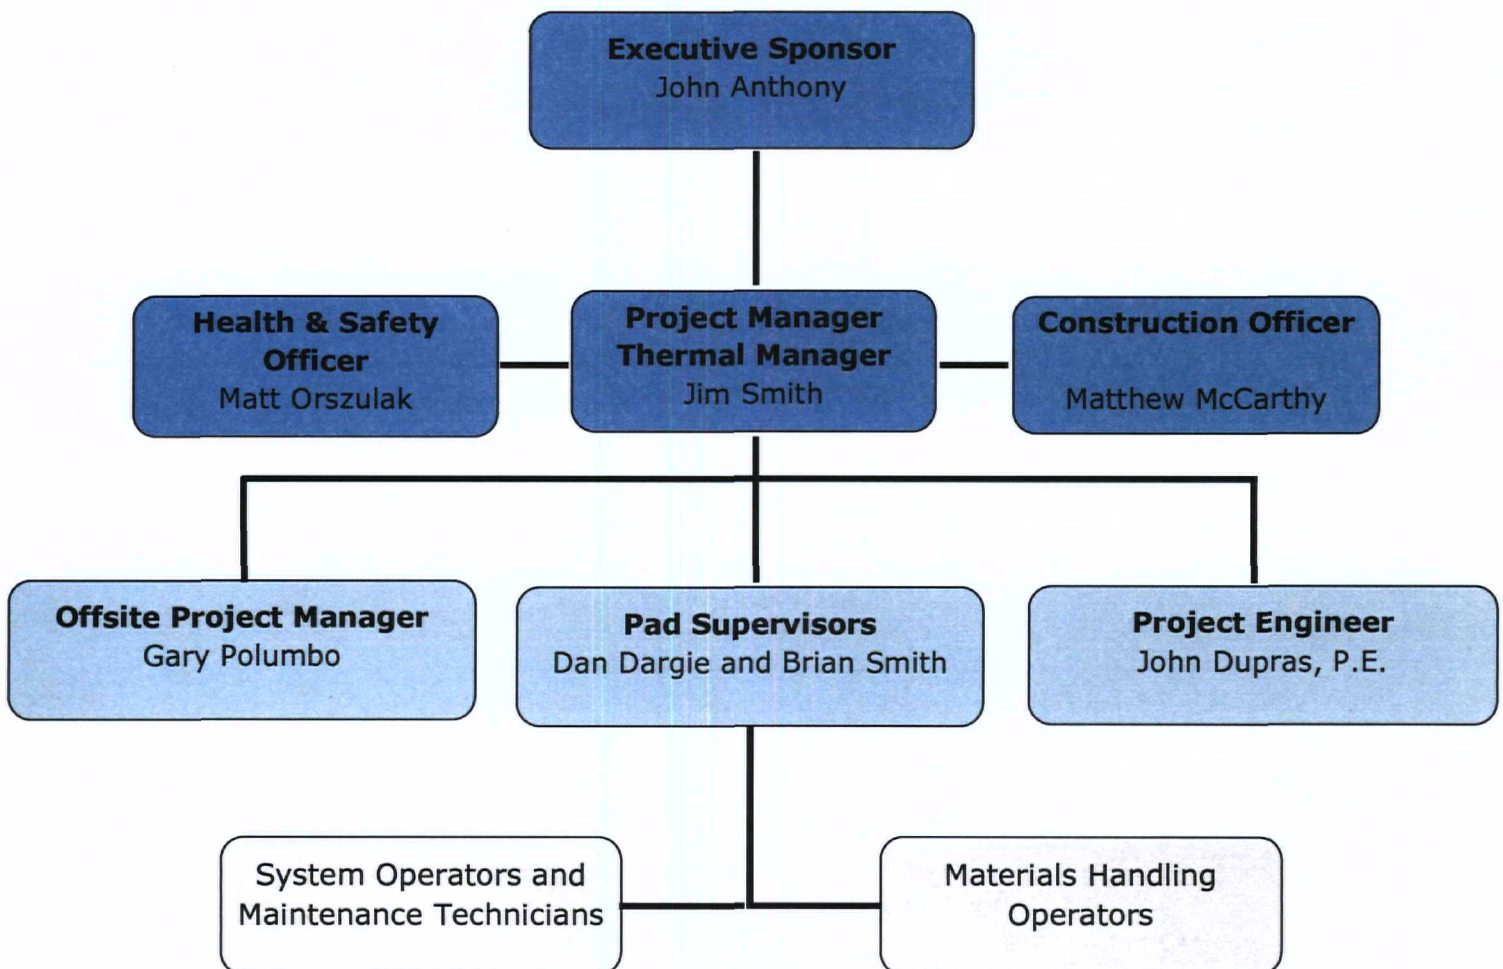 Executive Sponsor
John Anthony
Health & Safety
Officer
Matt Orszulak
Project Manager
Thermal Manager
Jim Smith
Construction Officer
Matthew McCarthy
Offsite Project Manager
Gary Polumbo
Pad Supervisors
Dan Dargie and Brian Smith
Project Engineer
John Dupras, P.E.
System Operators and
Maintenance Technicians
Materials Handling
Operators